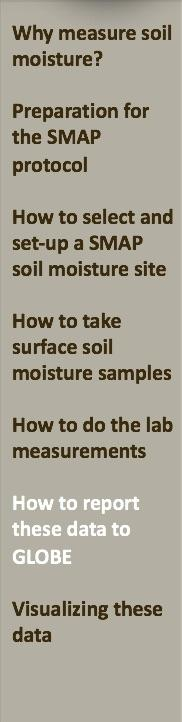 Why measure soil
moisture?
Preparation for
the SMAP
protocol
How to select and
set-up a SMAP
soil moisture site
How to take
surface soil
moisture samples
How to do the lab
measurements
How to report
these data to
GLOBE
Visualizing these
data